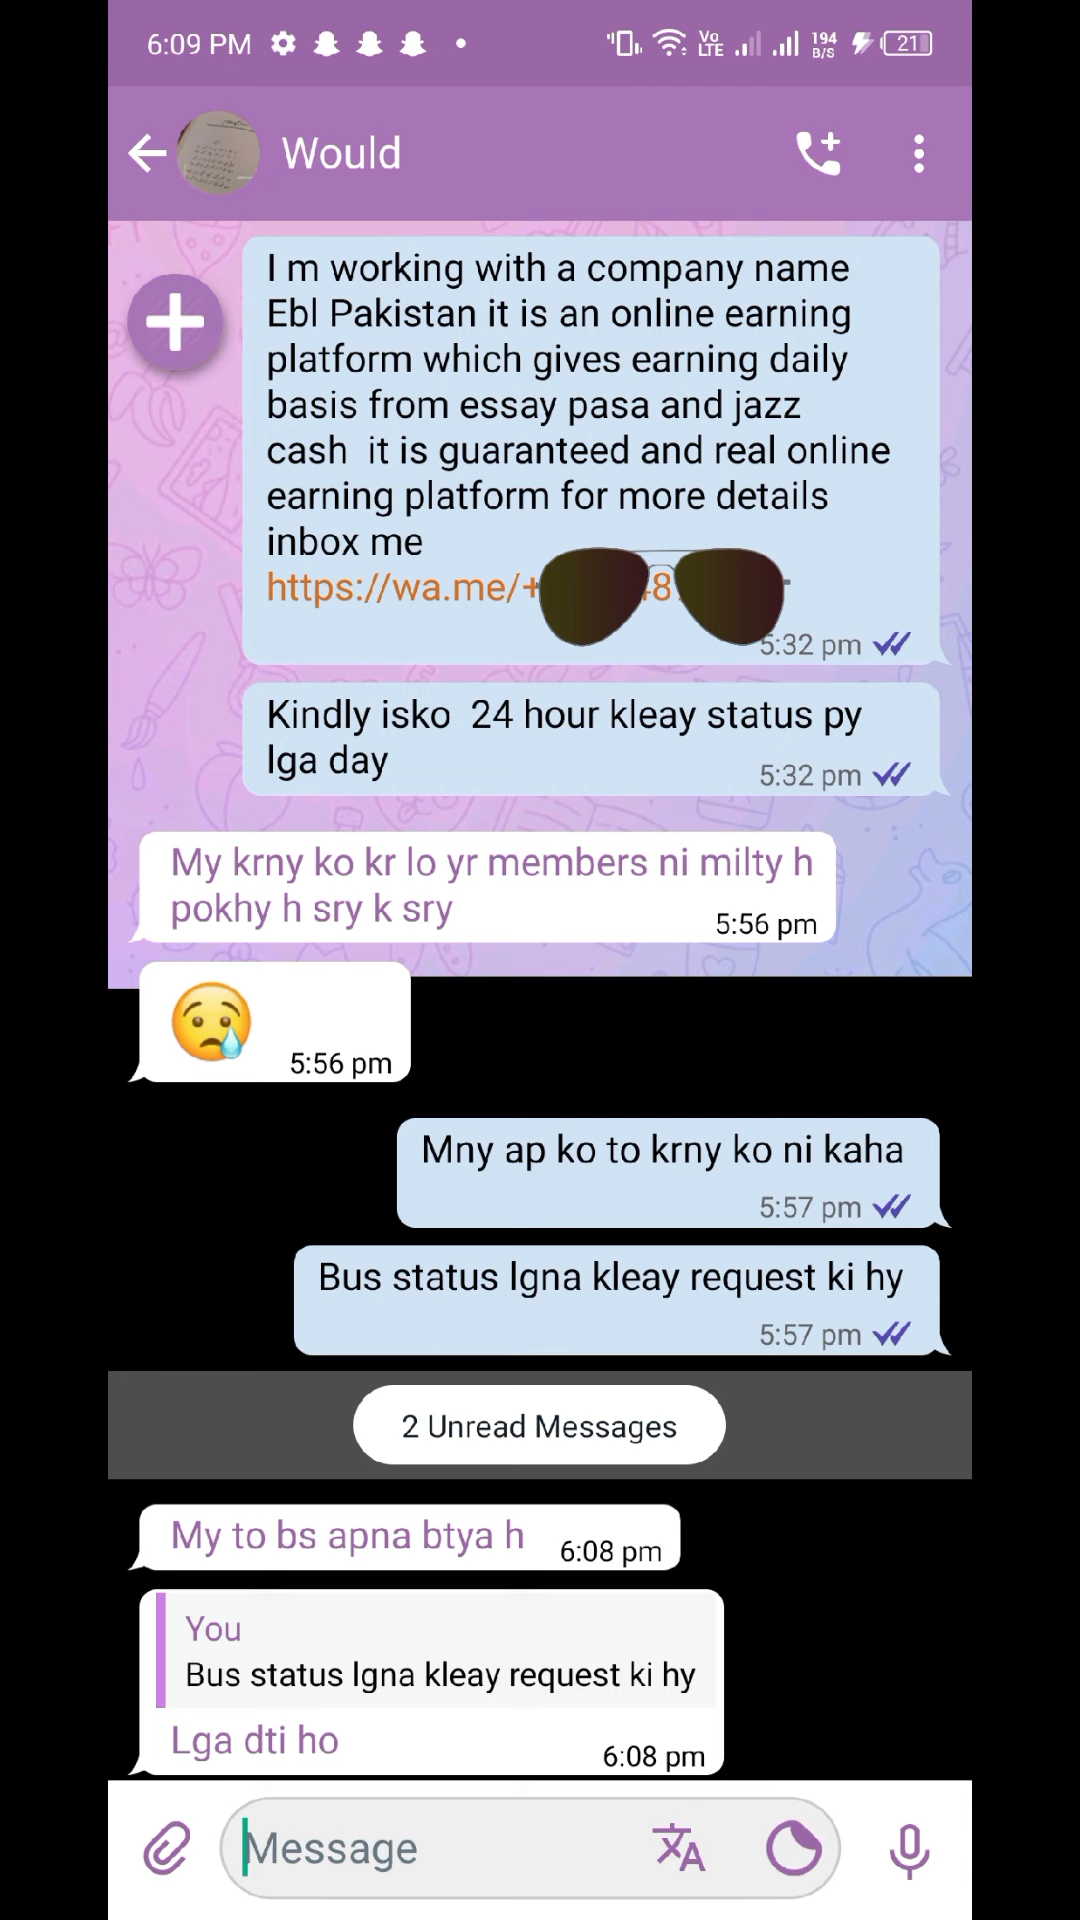 6:09 PM
Vo
LTE
194
B/S
21
Would
I m working with a company name
Ebl Pakistan it is an online earning
platform which gives earning daily
basis from essay pasa and jazz
cash it is guaranteed and real online
earning platform for more details
inbox me
https://wa.me/+ 8
5:32 pm
Kindly isko 24 hour kleay status py
lga day
5:32 pm
My krny ko kr lo yr members ni milty h
pokhy h sry k sry
5:56 pm
5:56 pm
Mny ap ko to krny ko ni kaha
5:57 pm
Bus status lgna kleay request ki hy
5:57 pm
2 Unread Messages
My to bs apna btya h
6:08 pm
You
Bus status lgna kleay request ki hy
Lga dti ho
6:08 pm
Message